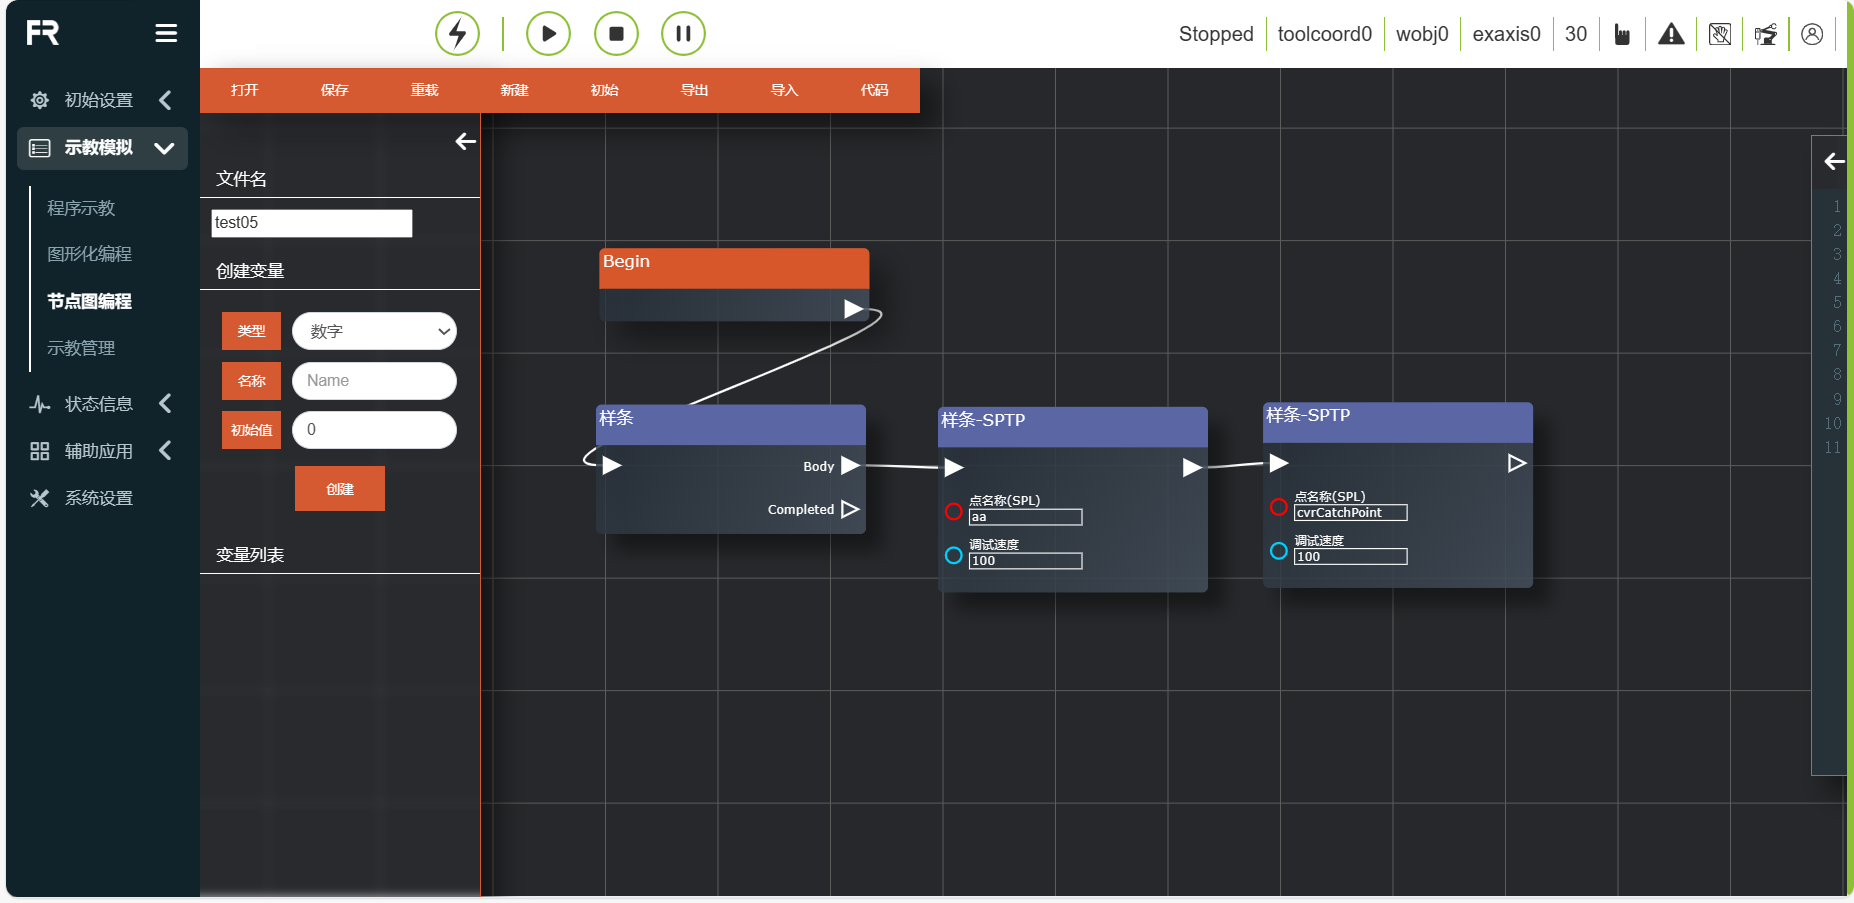 FR
Stopped
toolcoord0
wobj0
exaxis0
30
初始设置
示教模拟
程序示教
图形化编程
节点图编程
示教管理
状态信息
辅助应用
系统设置
打开 保存 重载 新建 初始 导出 导入 代码
文件名
test05
创建变量
类型 数字
名称 Name
初始值 0
创建
变量列表
Begin
样条
Body
Completed
样条-SPTP
点名称(SPL)
aa
调试速度
100
样条-SPTP
点名称(SPL)
cvrCatchPoint
调试速度
100
1
2
3
4
5
6
7
8
9
10
11